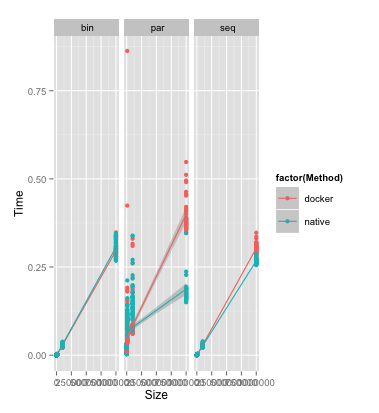 bin par seq
0.75
0.50
0.25
0.00
Time
Size
factor(Method)
docker
native